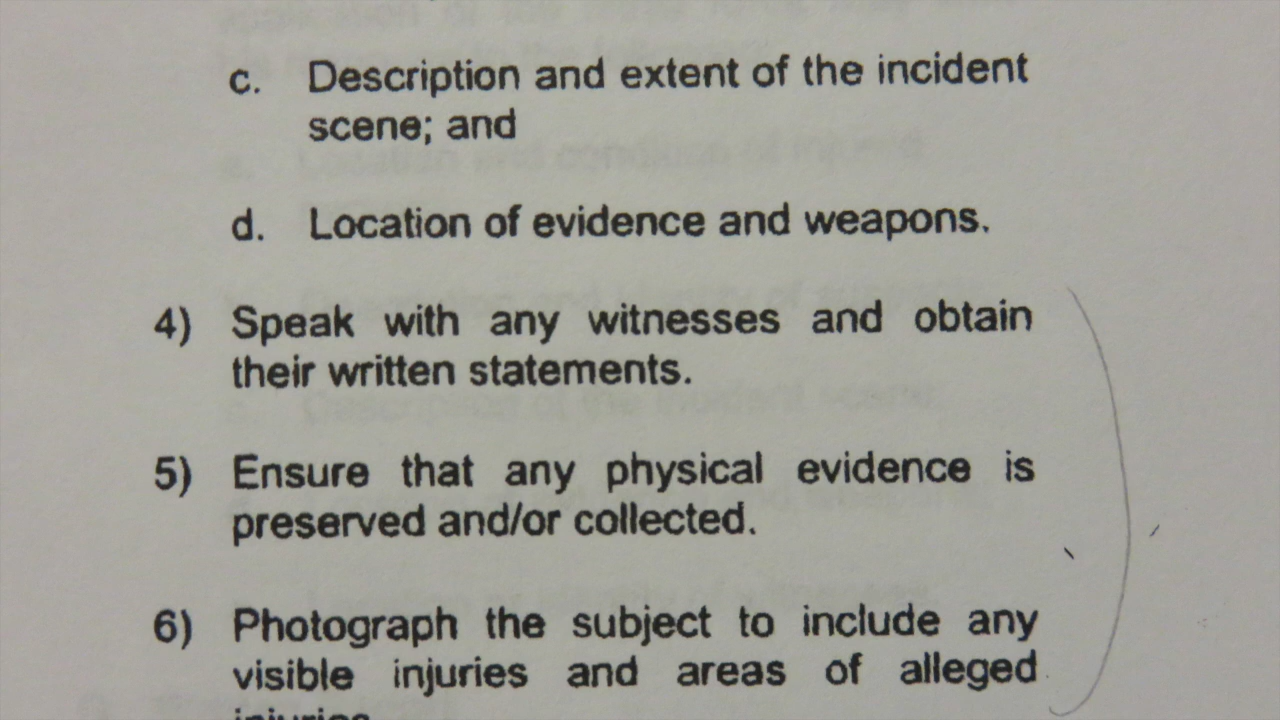 c. Description and extent of the incident
scene; and
d. Location of evidence and weapons.
4) Speak with any witnesses and obtain
their written statements.
5) Ensure that any physical evidence is
preserved and/or collected.
6) Photograph the subject to include any
visible injuries and areas of alleged
injuries